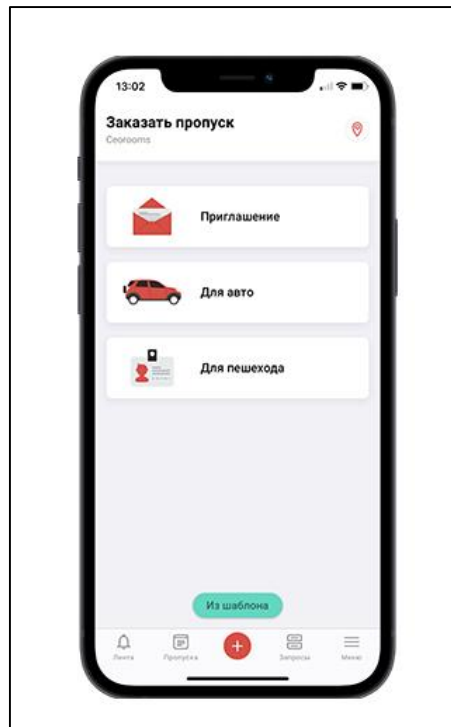 13:02
Заказать пропуск
Ceorooms
Приглашение
Для авто
Для пешехода
Из шаблона
Лента
Пропуска
Запросы
Меню